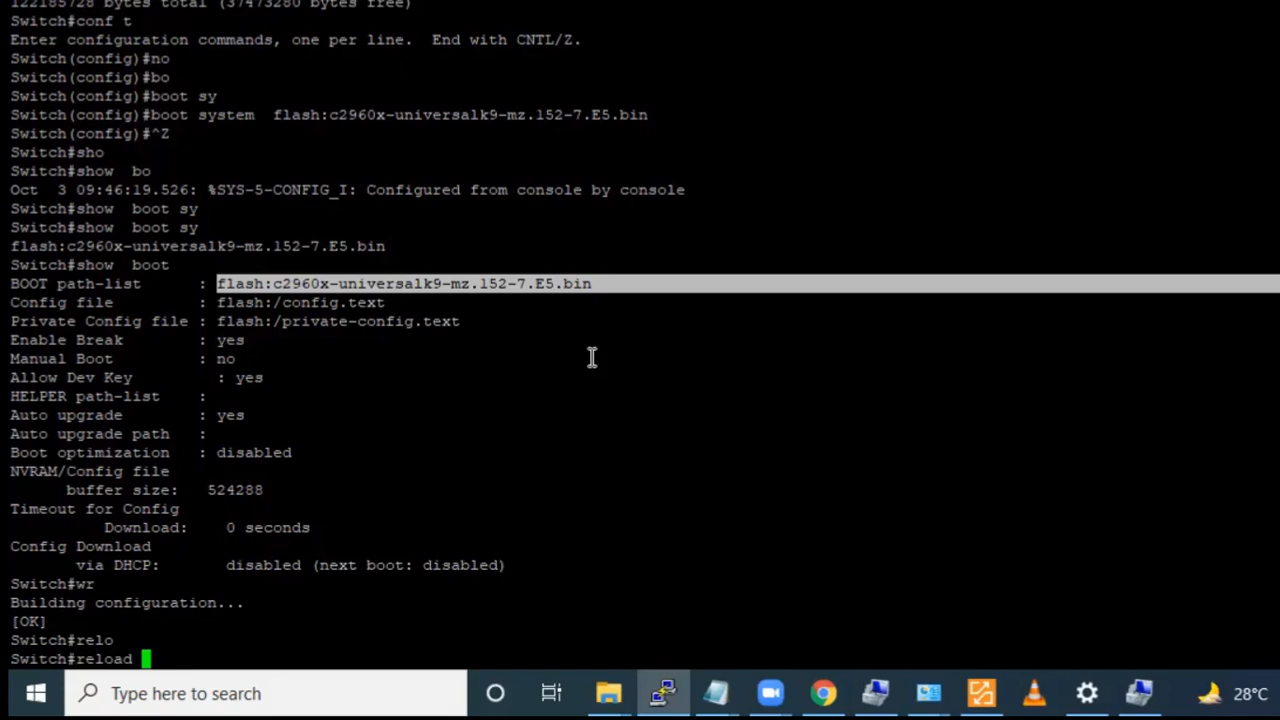 122185728 bytes total (37473280 bytes free)
Switch#conf t
Enter configuration commands, one per line.  End with CNTL/Z.
Switch(config)#no
Switch(config)#bo
Switch(config)#boot sy
Switch(config)#boot system  flash:c2960x-universalk9-mz.152-7.E5.bin
Switch(config)#^Z
Switch#sho
Switch#show  bo
Oct  3 09:46:19.526: %SYS-5-CONFIG_I: Configured from console by console
Switch#show  boot sy
Switch#show  boot sy
flash:c2960x-universalk9-mz.152-7.E5.bin
Switch#show  boot
BOOT path-list      : flash:c2960x-universalk9-mz.152-7.E5.bin
Config file         : flash:/config.text
Private Config file : flash:/private-config.text
Enable Break        : yes
Manual Boot         : no
Allow Dev Key         : yes
HELPER path-list    :
Auto upgrade        : yes
Auto upgrade path   :
Boot optimization   : disabled
NVRAM/Config file
      buffer size:   524288
Timeout for Config
          Download:    0 seconds
Config Download
       via DHCP:       disabled (next boot: disabled)
Switch#wr
Building configuration...
[OK]
Switch#relo
Switch#reload
Type here to search
28°C